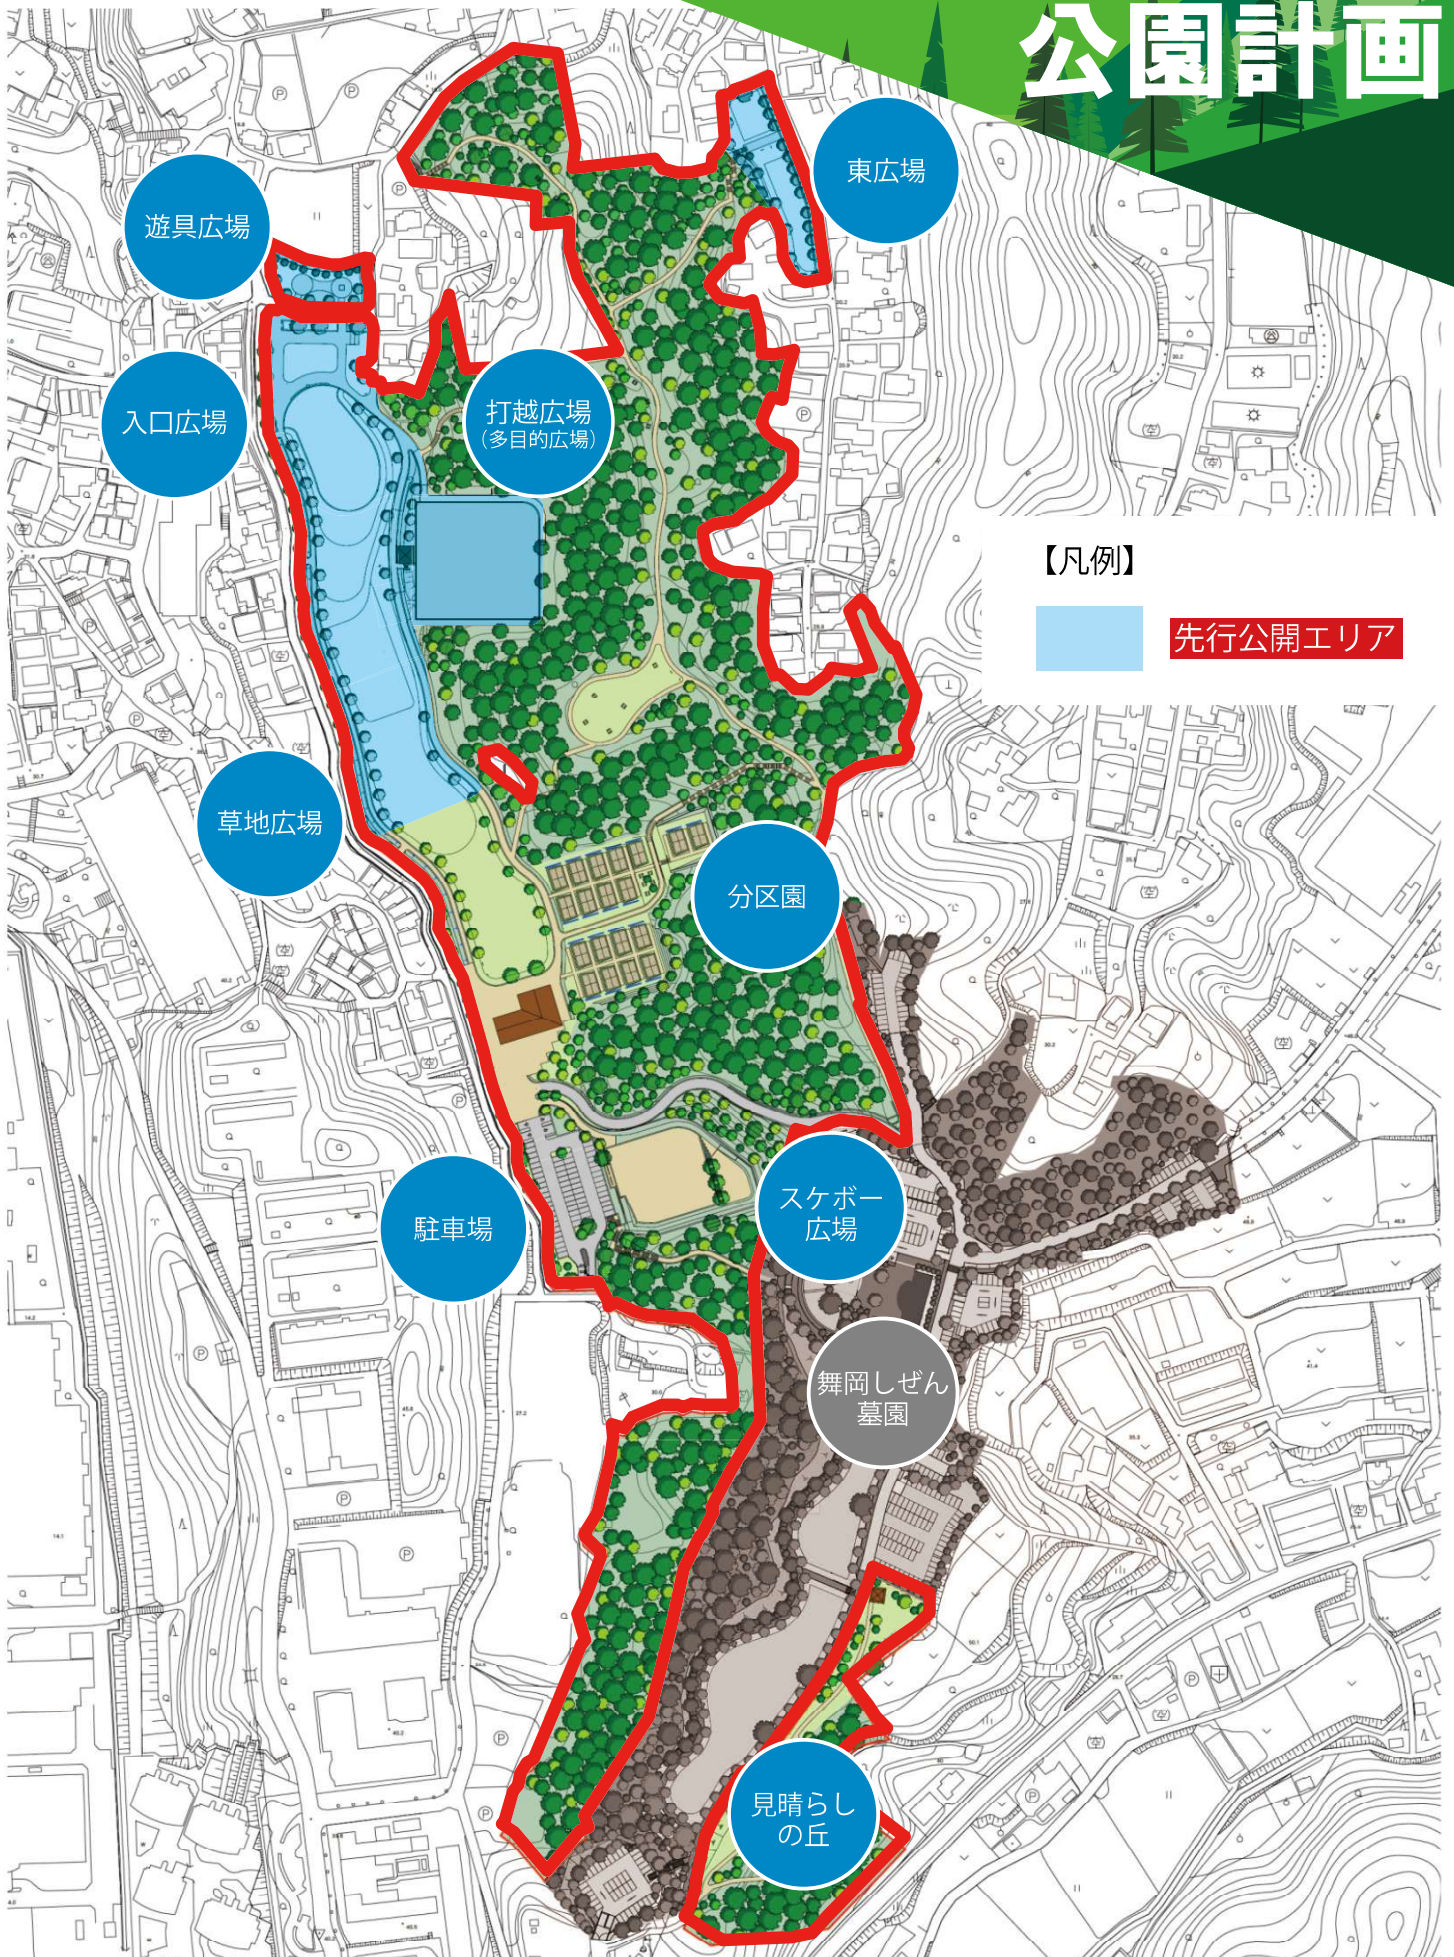 公園計画
東広場
遊具広場
入口広場
打越広場
（多目的広場）
【凡例】
先行公開エリア
草地広場
分区園
スケボー
広場
駐車場
舞岡しぜん
墓園
見晴らし
の丘